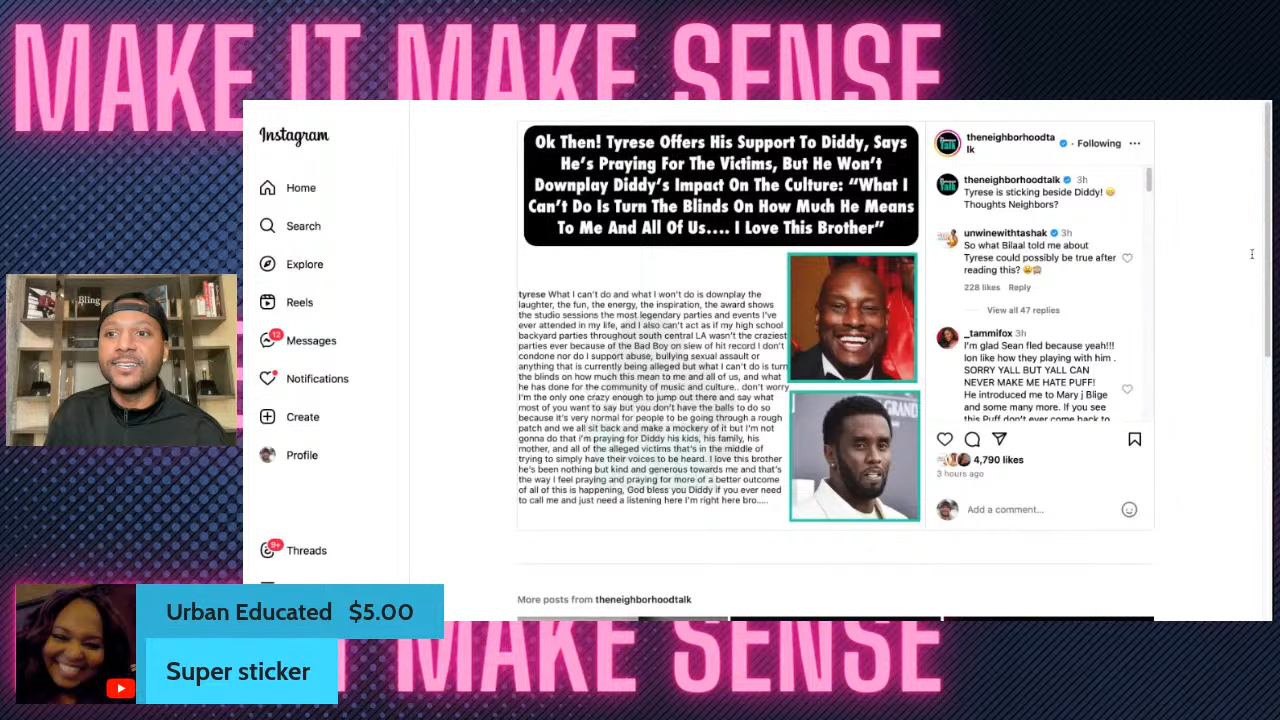 MAKE IT MAKE SENSE
Instagram
Home
Search
Explore
Reels
12
Messages
Notifications
Create
Profile
9+
Threads
Bling
Ok Then! Tyrese Offers His Support To Diddy, Says
He's Praying For The Victims, But He Won't
Downplay Diddy's Impact On The Culture: "What I
Can't Do Is Turn The Blinds On How Much He Means
To Me And All Of Us.... I Love This Brother"
tyrese What I can't do and what I won't do is downplay the
laughter, the fun, the energy, the inspiration, the award shows
the studio sessions the most legendary parties and events I've
ever attended in my life, and I also can't act as if my high school
backyard parties throughout south central LA wasn't the craziest
parties ever because of the Bad Boy on slew of hit record I don't
condone nor do I support abuse, bullying sexual assault or
anything that is currently being alleged but what I can't do is turn
the blinds on how much this mean to me and all of us, and what
he has done for the community of music and culture.. don't worry
I'm the only one crazy enough to jump out there and say what
most of you want to say but you don't have the balls to do so
because it's very normal for people to be going through a rough
patch and we all sit back and make a mockery of it but I'm not
gonna do that i'm praying for Diddy his kids, his family, his
mother, and all of the alleged victims that's in the middle of
trying to simply have their voices to be heard. I love this brother
he's been nothing but kind and generous towards me and that's
the way I feel praying and praying for more of a better outcome
of all of this is happening, God bless you Diddy if you ever need
to call me and just need a listening here I'm right here bro.....
GRAND
theneighborhoodta
lk · Following
theneighborhoodtalk 3h
Tyrese is sticking beside Diddy!
Thoughts Neighbors?
unwinewithtashak 3h
So what Bilaal told me about
Tyrese could possibly be true after
reading this?
228 likes Reply
View all 47 replies
_tammifox 3h
I'm glad Sean fled because yeah!!!
Ion like how they playing with him .
SORRY YALL BUT YALL CAN
NEVER MAKE ME HATE PUFF!
He introduced me to Mary j Blige
and some many more. If you see
this Puff don't ever come back to
4,790 likes
3 hours ago
Add a comment...
More posts from theneighborhoodtalk
Urban Educated $5.00
Super sticker
MAKE SENSE